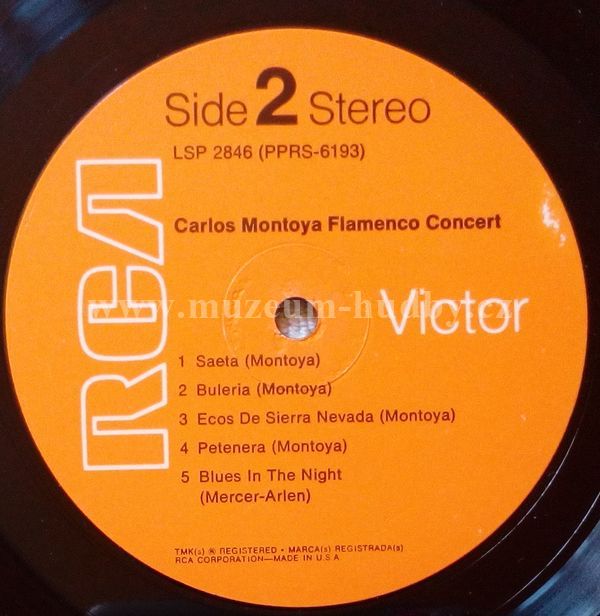 Side 2 Stereo
LSP 2846 (PPRS-6193)
Carlos Montoya Flamenco Concert
RCA
Victor
www.muzeum-hudby.cz
1 Saeta (Montoya)
2 Buleria (Montoya)
3 Ecos De Sierra Nevada (Montoya)
4 Petenera (Montoya)
5 Blues In The Night
(Mercer-Arlen)
TMK(s) ® REGISTERED • MARCA(s) REGISTRADA(s)
RCA CORPORATION—MADE IN U.S.A.